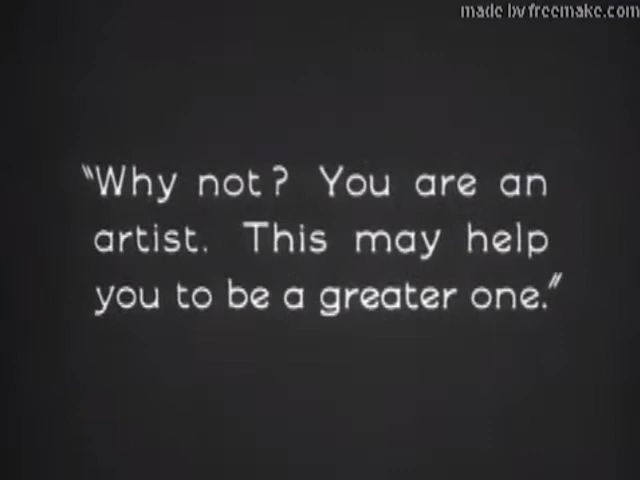 made by freemake.com
"Why not? You are an
artist. This may help
you to be a greater one."